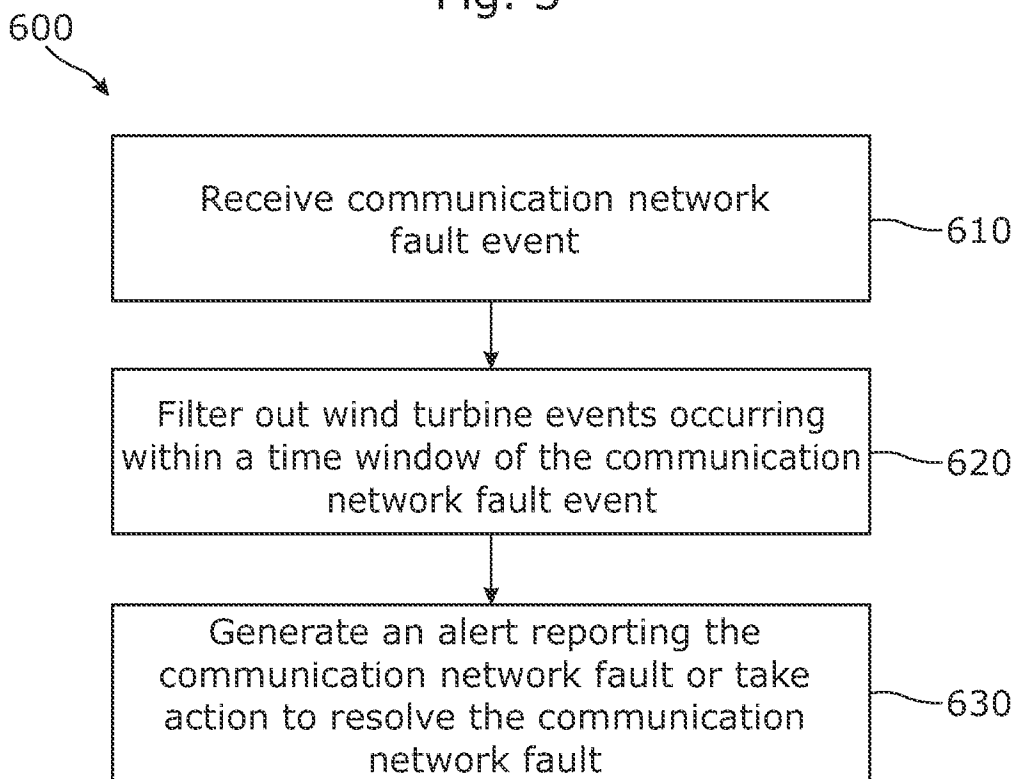 600
Receive communication network
fault event
610
Filter out wind turbine events occurring
within a time window of the communication
network fault event
620
Generate an alert reporting the
communication network fault or take
action to resolve the communication
network fault
630